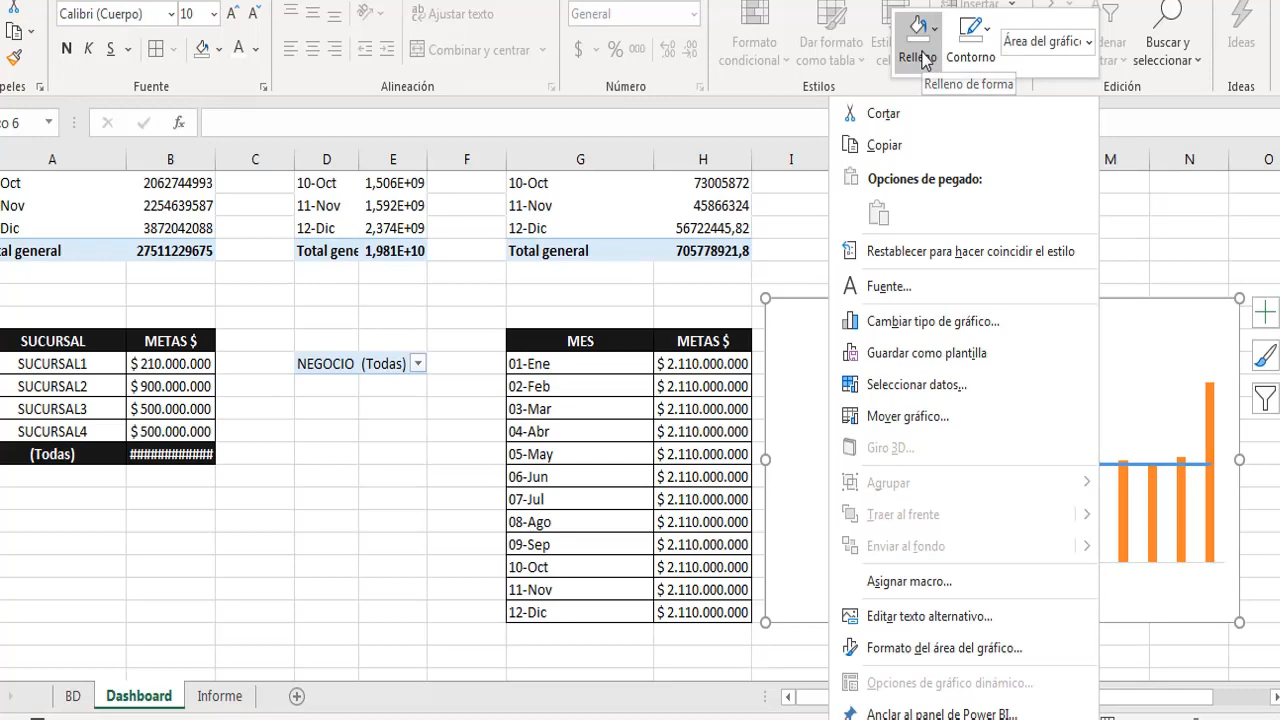 Calibri (Cuerpo) 10 A A
Ajustar texto
General
Insertar
N K S A
Combinar y centrar
$ % 000
Formato condicional
Dar formato como tabla
Relleno
Contorno
Área del gráfic
Relleno de forma
Buscar y seleccionar
Ideas
Fuente
Alineación
Número
Estilos
Edición
Ideas
co 6
fx
A B C D E F G H I M N O
Oct 2062744993 10-Oct 1,506E+09 10-Oct 73005872
Nov 2254639587 11-Nov 1,592E+09 11-Nov 45866324
Dic 3872042088 12-Dic 2,374E+09 12-Dic 56722445,82
tal general 27511229675 Total gene 1,981E+10 Total general 705778921,8
SUCURSAL METAS $
SUCURSAL1 $ 210.000.000
SUCURSAL2 $ 900.000.000
SUCURSAL3 $ 500.000.000
SUCURSAL4 $ 500.000.000
(Todas) ############
NEGOCIO (Todas)
MES METAS $
01-Ene $ 2.110.000.000
02-Feb $ 2.110.000.000
03-Mar $ 2.110.000.000
04-Abr $ 2.110.000.000
05-May $ 2.110.000.000
06-Jun $ 2.110.000.000
07-Jul $ 2.110.000.000
08-Ago $ 2.110.000.000
09-Sep $ 2.110.000.000
10-Oct $ 2.110.000.000
11-Nov $ 2.110.000.000
12-Dic $ 2.110.000.000
Cortar
Copiar
Opciones de pegado:
Restablecer para hacer coincidir el estilo
Fuente...
Cambiar tipo de gráfico...
Guardar como plantilla
Seleccionar datos...
Mover gráfico...
Giro 3D...
Agrupar
Traer al frente
Enviar al fondo
Asignar macro...
Editar texto alternativo...
Formato del área del gráfico...
Opciones de gráfico dinámico...
Anclar al panel de Power BI...
BD Dashboard Informe